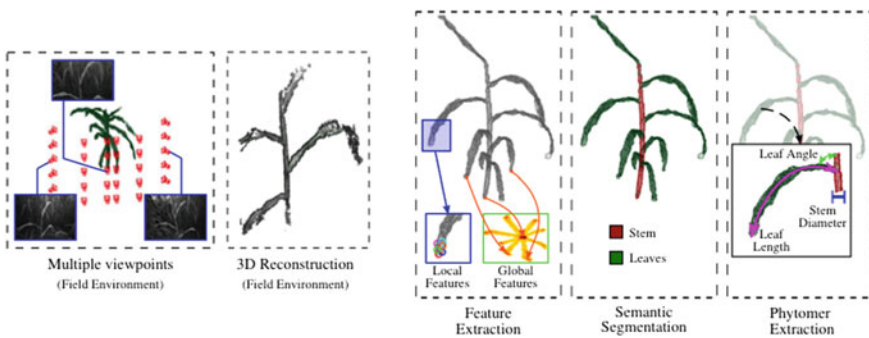 Multiple viewpoints
(Field Environment)
3D Reconstruction
(Field Environment)
Local
Features
Global
Features
Feature
Extraction
Stem
Leaves
Semantic
Segmentation
Leaf Angle
Stem
Diameter
Leaf
Length
Phytomer
Extraction